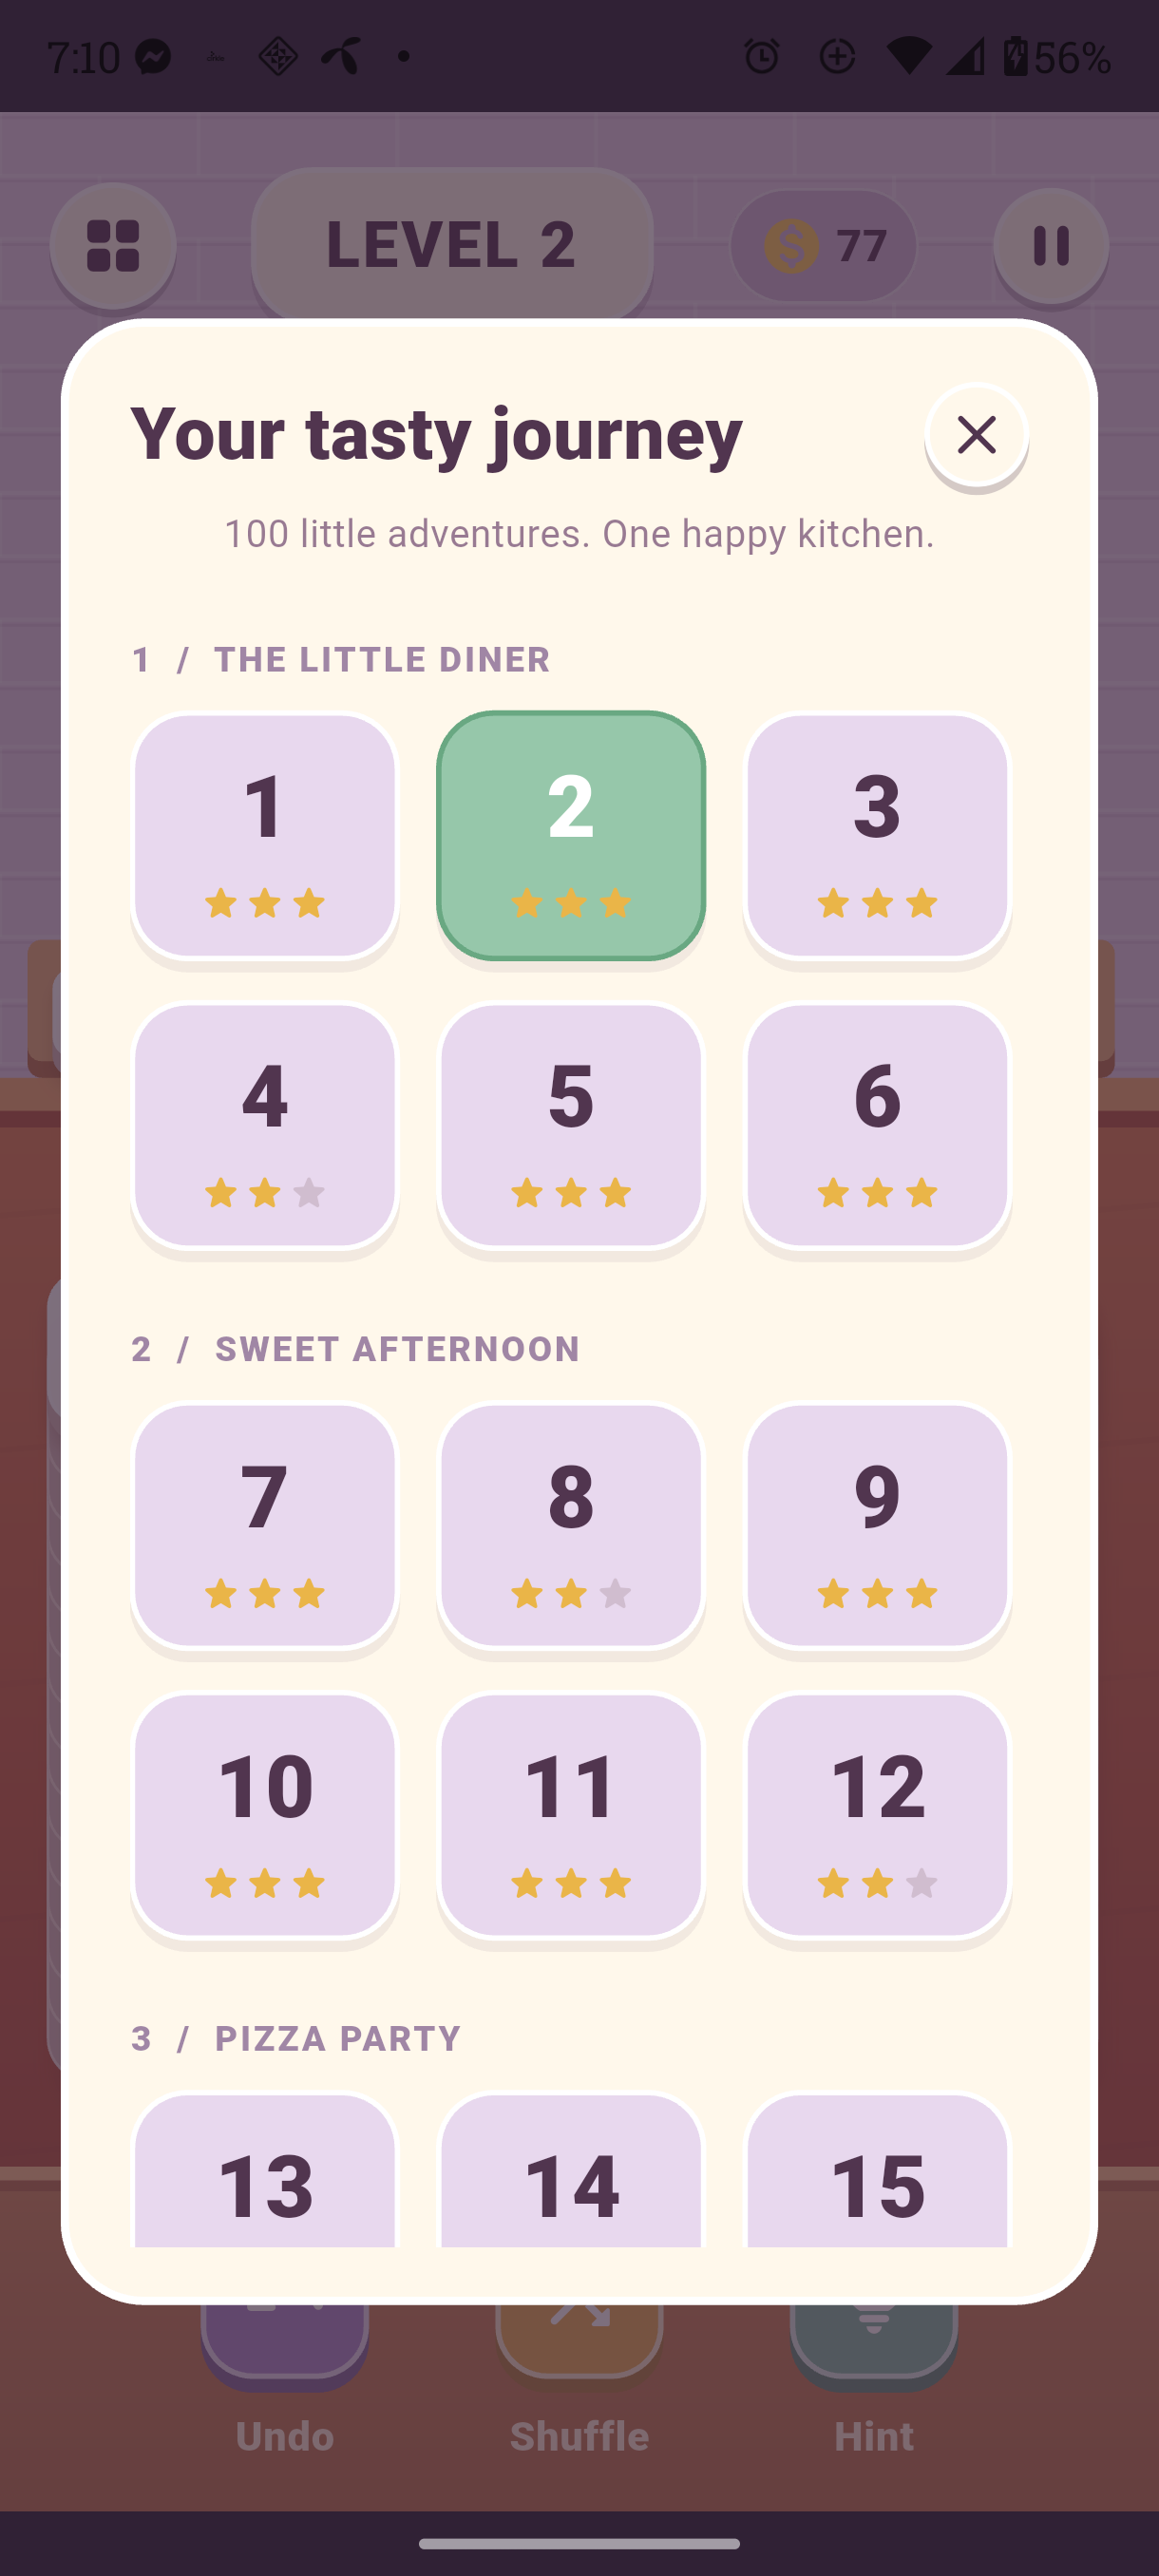 7:10
56%
LEVEL 2
77
Your tasty journey
100 little adventures. One happy kitchen.
1 / THE LITTLE DINER
1
2
3
4
5
6
2 / SWEET AFTERNOON
7
8
9
10
11
12
3 / PIZZA PARTY
13
14
15
Undo
Shuffle
Hint